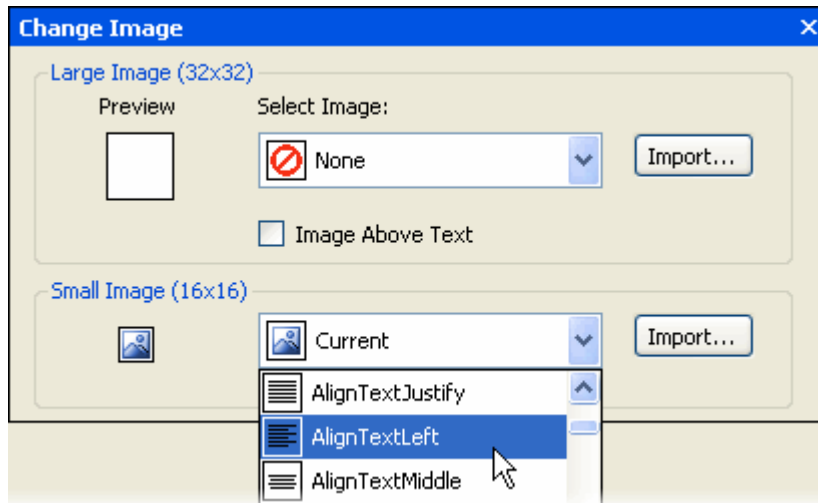 Change Image
Large Image (32x32)
Preview
Select Image:
None
Import...
Image Above Text
Small Image (16x16)
Current
Import...
AlignTextJustify
AlignTextLeft
AlignTextMiddle